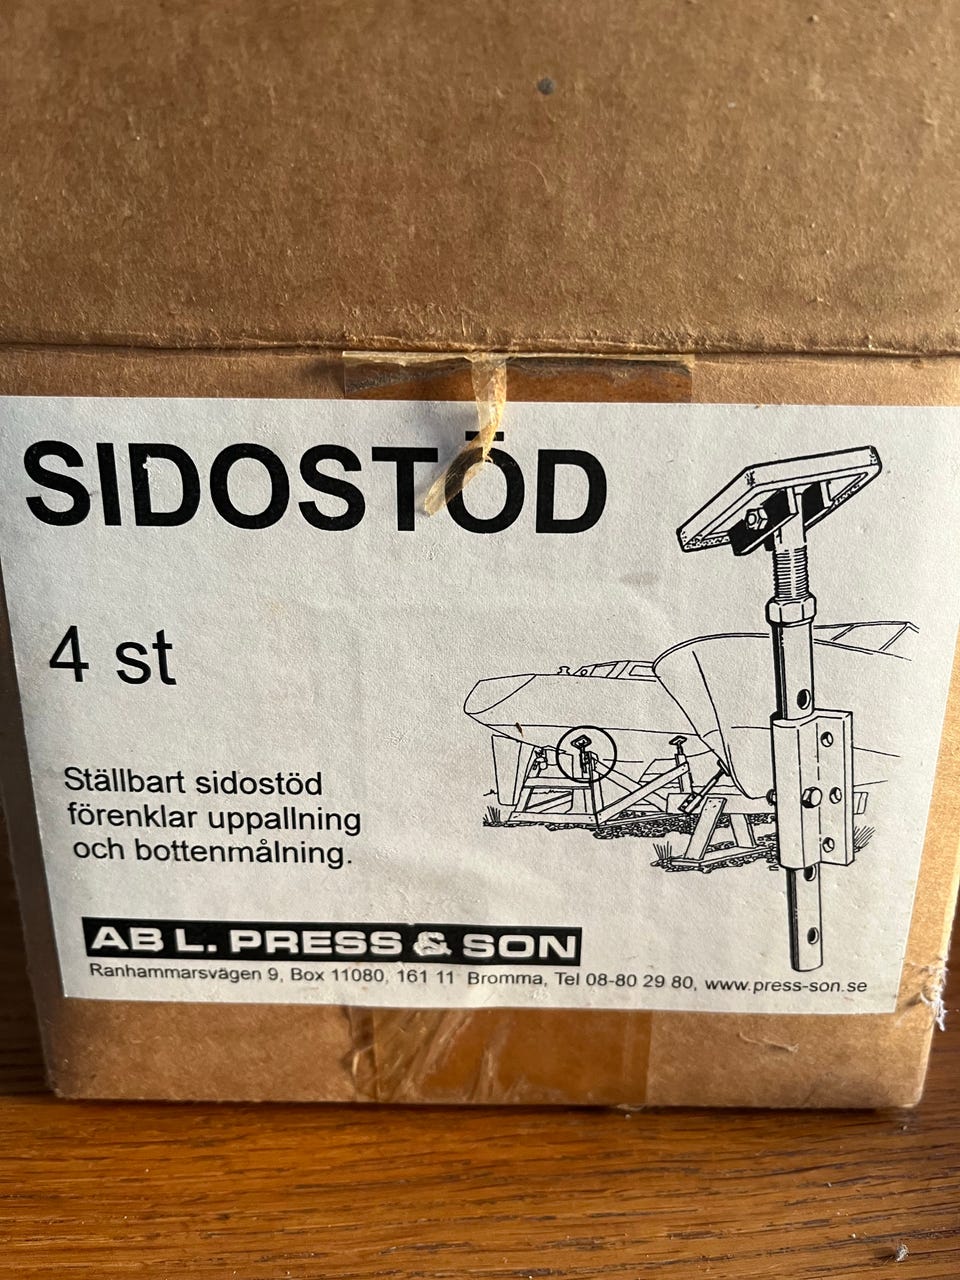 SIDOSTÖD
4 st
Ställbart sidostöd
förenklar uppallning
och bottenmålning.
AB L. PRESS & SON
Ranhammarsvägen 9, Box 11080, 161 11 Bromma, Tel 08-80 29 80, www.press-son.se